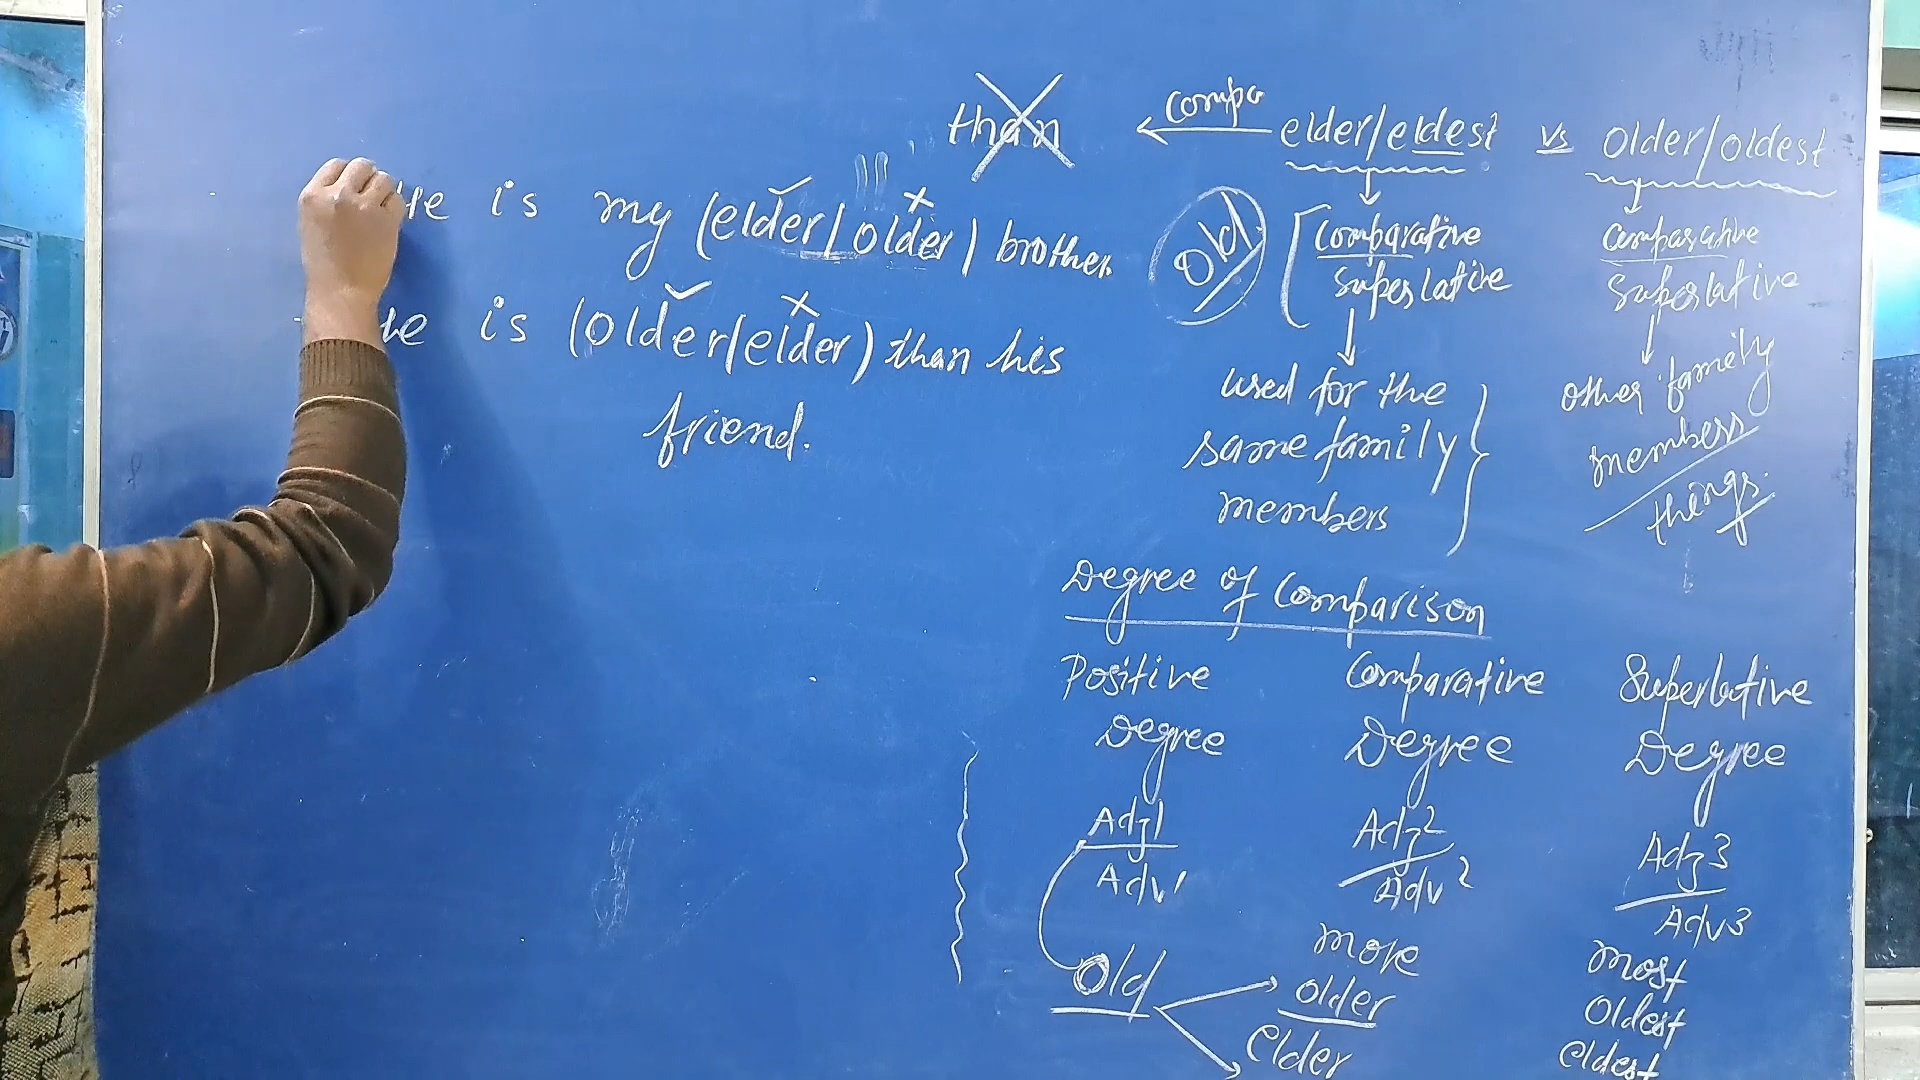 than
compa
elder/eldest vs older/oldest
He is my (elder/older) brother.
He is (older/elder) than his
friend.
Old
Comparative
Superlative
used for the
same family
members
Comparative
Superlative
other family
members
things.
Degree of Comparison
Positive Comparative Superlative
Degree Degree Degree
Adj1 Adj2 Adj3
Adv1 Adv2 Adv3
more most
Old older Oldest
elder eldest